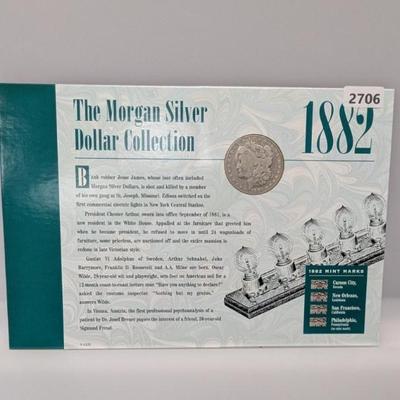 2706
The Morgan Silver
Dollar Collection
1882
Bank robber Jesse James, whose loot often included
Morgan Silver Dollars, is shot and killed by a member
of his own gang at St. Joseph, Missouri. Edison switched on the
first commercial electric lights in New York Central Station.
President Chester Arthur, sworn into office September of 1881, is a
new resident in the White House. Appalled by the furniture that greeted
him when he became president, he refused to move in until 24 wagonloads of
furniture, some priceless, are auctioned off and the entire mansion is
redone in late Victorian style.
Gustav VI Adolphus of Sweden, Arthur Schnabel, John
Barrymore, Franklin D. Roosevelt and A.A. Milne are born. Oscar
Wilde, 28-year-old wit and playwright, sets foot on American soil for a
12-month coast-to-coast lecture tour. "Have you anything to declare?"
asked the customs inspector. "Nothing but my genius,"
answers Wilde.
In Vienna, Austria, the first professional psychoanalysis of a
patient by Dr. Josef Breuer piques the interest of a friend, 26-year-old
Sigmund Freud.
1882 MINT MARKS
Carson City,
Nevada
New Orleans,
Louisiana
San Francisco,
California
Philadelphia,
Pennsylvania
(no mint mark)